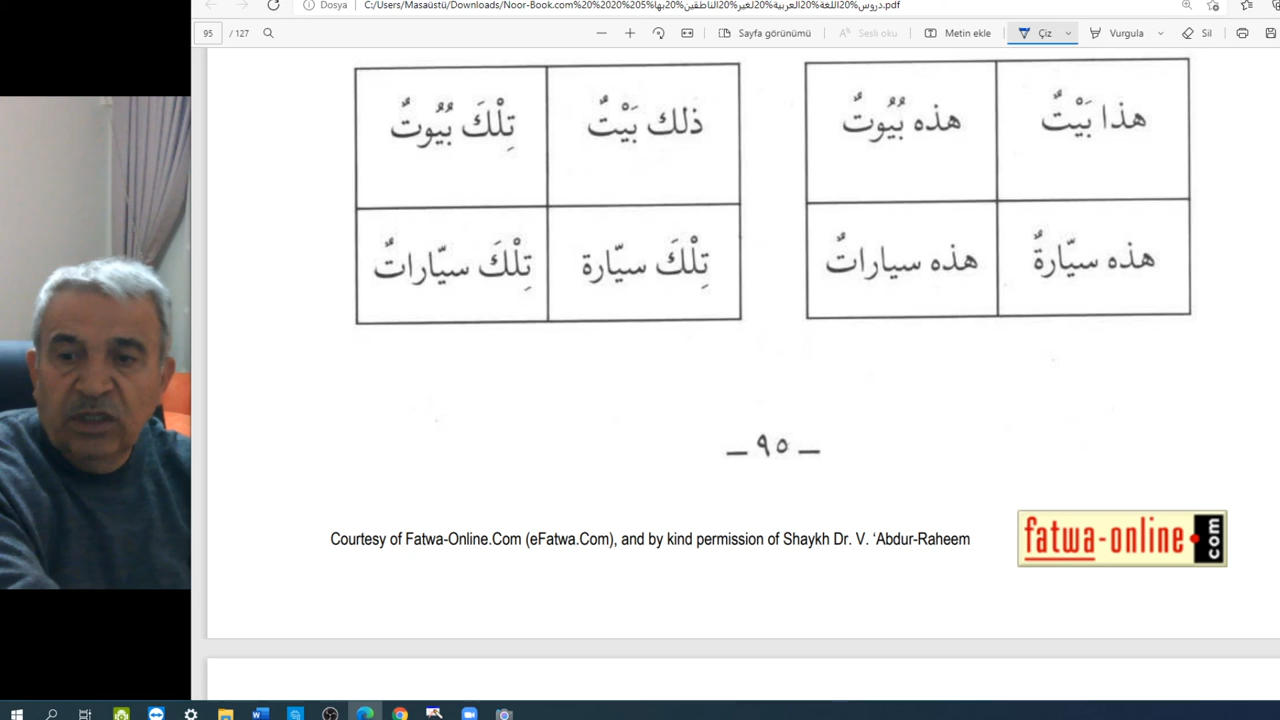 Dosya
C:/Users/Masaüstü/Downloads/Noor-Book.com%20%2020%205%20دروس%20اللغة%20العربية%20لغير%20الناطقين%20بها.pdf
95 / 127
Sayfa görünümü
Sesli oku
Metin ekle
Çiz
Vurgula
Sil
هذا بَيْتٌ
هذه بُيُوتٌ
هذه سيّارةٌ
هذه سياراتٌ
ذلك بَيْتٌ
تِلْكَ بُيُوتٌ
تِلْكَ سيّارة
تِلْكَ سيّاراتٌ
– ٩٥ –
Courtesy of Fatwa-Online.Com (eFatwa.Com), and by kind permission of Shaykh Dr. V. ‘Abdur-Raheem
fatwa-online.com